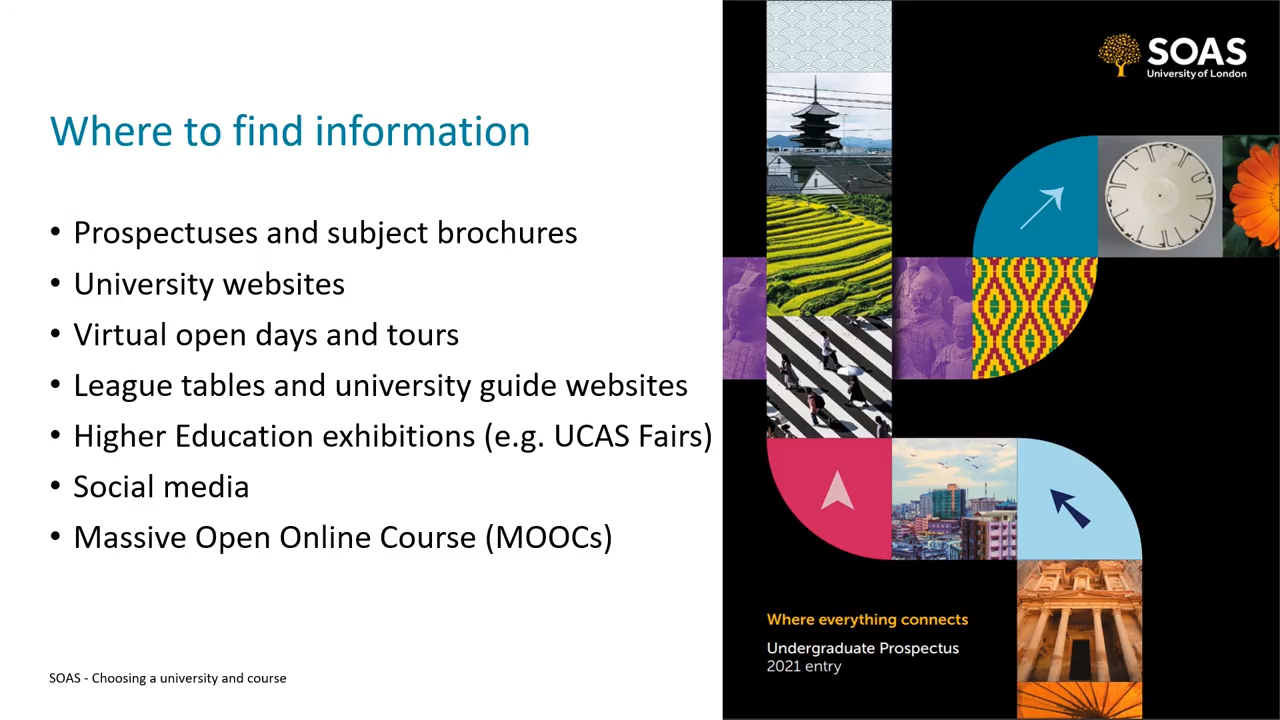 Where to find information
• Prospectuses and subject brochures
• University websites
• Virtual open days and tours
• League tables and university guide websites
• Higher Education exhibitions (e.g. UCAS Fairs)
• Social media
• Massive Open Online Course (MOOCs)
SOAS - Choosing a university and course
SOAS
University of London
Where everything connects
Undergraduate Prospectus
2021 entry